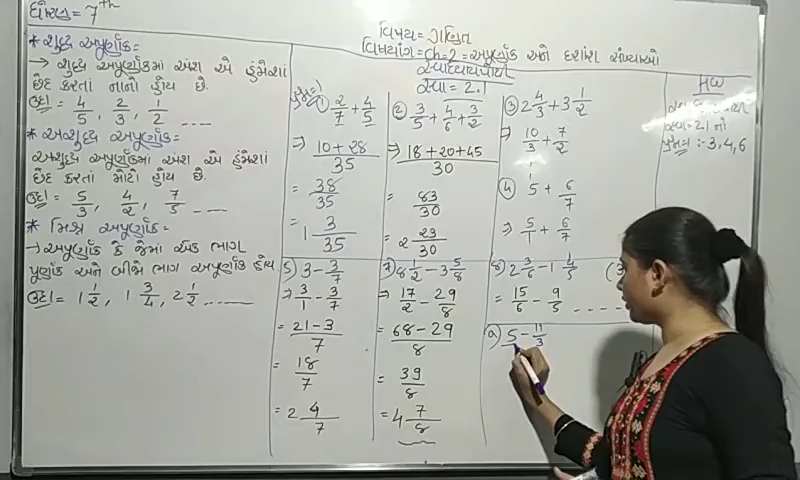 ધોરણ = 7th
વિષય = ગણિત
વિષયાંગ = Ch = 2 = અપૂર્ણાંક અને દશાંશ સંખ્યાઓ
સ્વાધ્યાયપોથી
સ્વા = 2.1
* શુદ્ધ અપૂર્ણાંક =
→ શુદ્ધ અપૂર્ણાંકમાં અંશ એ હંમેશાં
છેદ કરતાં નાનો હોય છે.
ઉદા = 4/5, 2/3, 1/2 ---
* અશુદ્ધ અપૂર્ણાંક =
અશુદ્ધ અપૂર્ણાંકમાં અંશ એ હંમેશાં
છેદ કરતાં મોટો હોય છે.
ઉદા = 5/3, 4/2, 7/5 ---
* મિશ્ર અપૂર્ણાંક =
→ અપૂર્ણાંક કે જેમાં એક ભાગ
પૂર્ણાંક અને બીજો ભાગ અપૂર્ણાંક હોય.
ઉદા = 1 1/2, 1 3/4, 2 1/2 ------
① 2/7 + 4/5
⇒ 10 + 28 / 35
= 38/35
= 1 3/35
② 3/5 + 4/6 + 3/2
⇒ 18 + 20 + 45 / 30
= 83/30
= 2 23/30
③ 2 4/3 + 3 1/2
⇒ 10/3 + 7/2
④ 5 + 6/7
⇒ 5/1 + 6/7
5) 3 - 3/7
⇒ 3/1 - 3/7
= 21 - 3 / 7
= 18/7
= 2 4/7
7) 8 1/2 - 3 5/8
⇒ 17/2 - 29/8
= 68 - 29 / 8
= 39/8
= 4 7/8
8) 2 3/6 - 1 4/5
= 15/6 - 9/5 ----
9) 5 - 11/3
સ્વા = 2.1 નો
:- 3, 4, 6